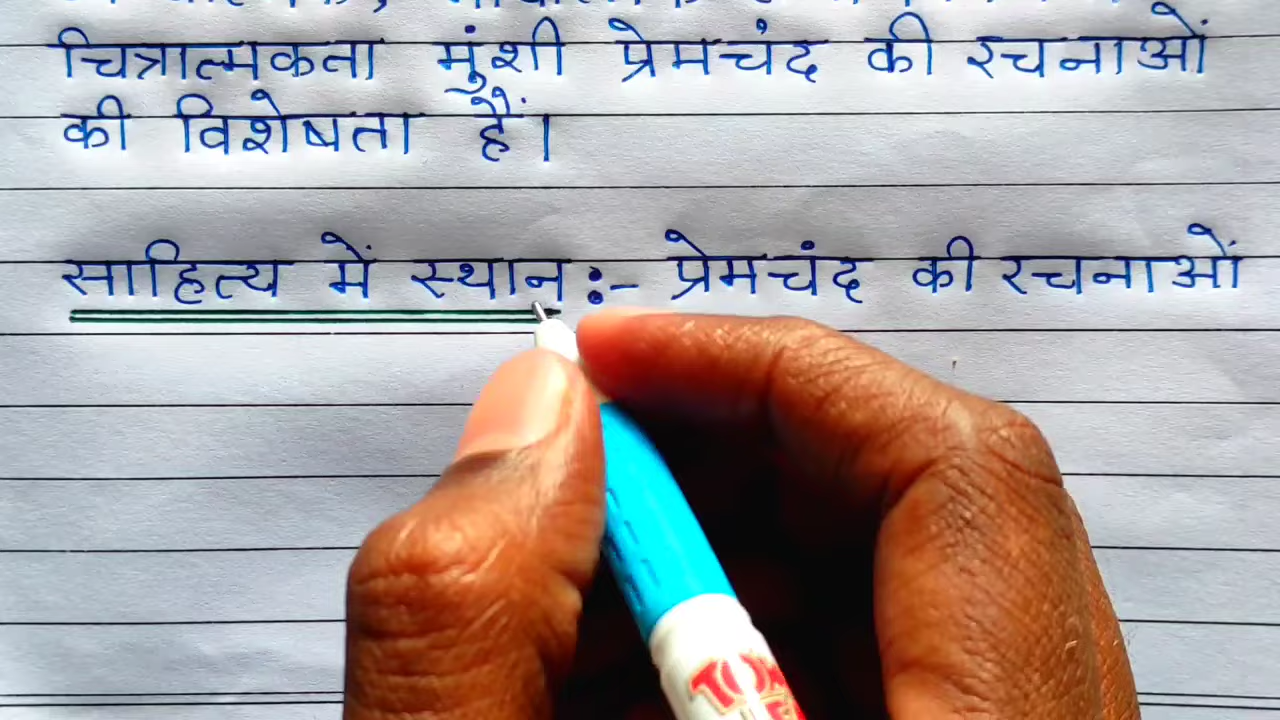 चित्रात्मकता मुंशी प्रेमचंद की रचनाओं
की विशेषता हैं।
साहित्य में स्थान:- प्रेमचंद की रचनाओं